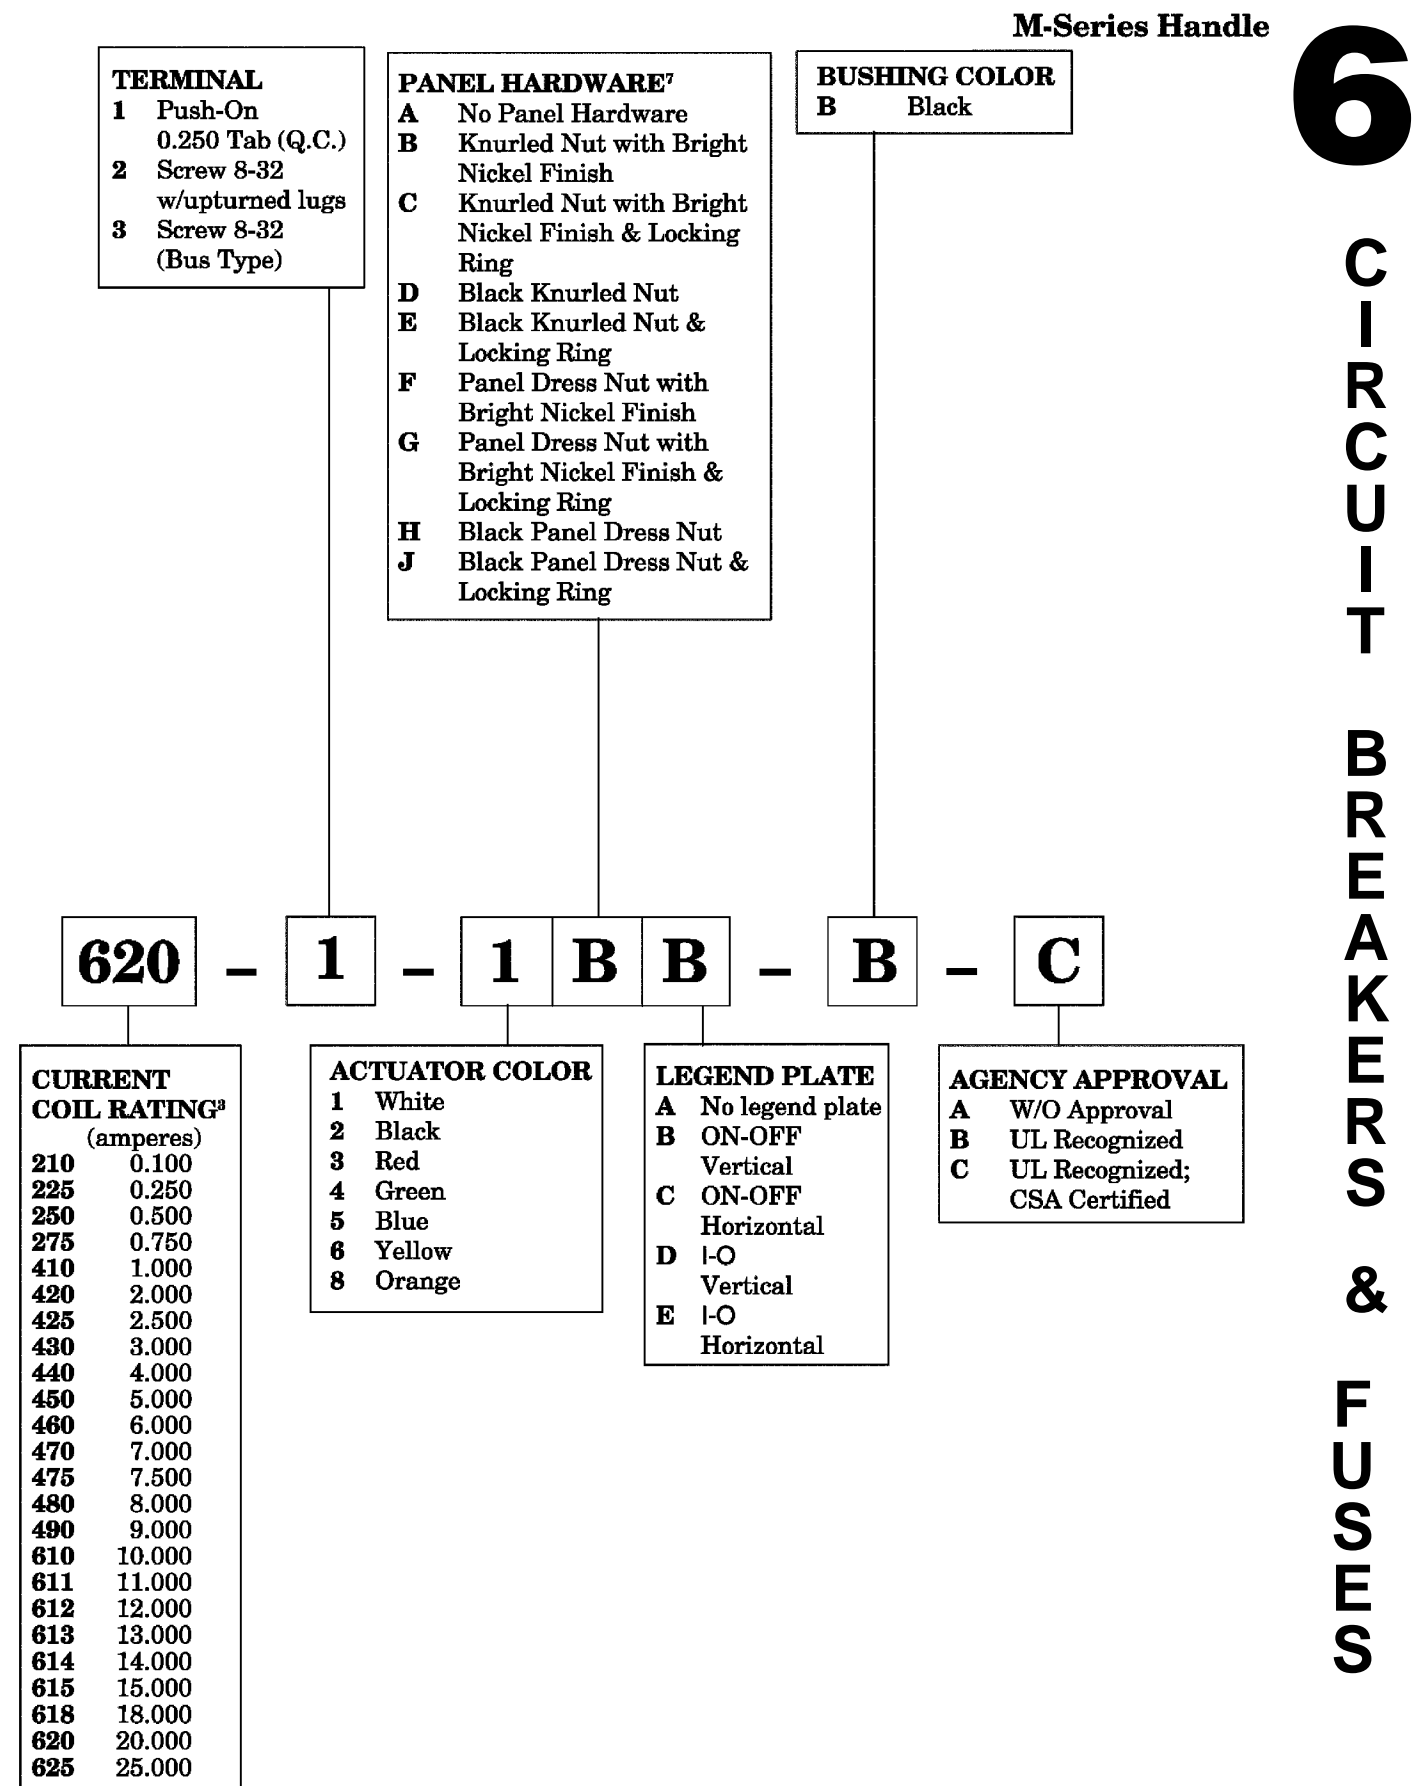 M-Series Handle
6
TERMINAL
1 Push-On
0.250 Tab (Q.C.)
2 Screw 8-32
w/upturned lugs
3 Screw 8-32
(Bus Type)
PANEL HARDWARE⁷
A No Panel Hardware
B Knurled Nut with Bright
Nickel Finish
C Knurled Nut with Bright
Nickel Finish & Locking
Ring
D Black Knurled Nut
E Black Knurled Nut &
Locking Ring
F Panel Dress Nut with
Bright Nickel Finish
G Panel Dress Nut with
Bright Nickel Finish &
Locking Ring
H Black Panel Dress Nut
J Black Panel Dress Nut &
Locking Ring
BUSHING COLOR
B Black
620 – 1 – 1 B B – B – C
CURRENT
COIL RATING³
(amperes)
210 0.100
225 0.250
250 0.500
275 0.750
410 1.000
420 2.000
425 2.500
430 3.000
440 4.000
450 5.000
460 6.000
470 7.000
475 7.500
480 8.000
490 9.000
610 10.000
611 11.000
612 12.000
613 13.000
614 14.000
615 15.000
618 18.000
620 20.000
625 25.000
ACTUATOR COLOR
1 White
2 Black
3 Red
4 Green
5 Blue
6 Yellow
8 Orange
LEGEND PLATE
A No legend plate
B ON-OFF
Vertical
C ON-OFF
Horizontal
D I-O
Vertical
E I-O
Horizontal
AGENCY APPROVAL
A W/O Approval
B UL Recognized
C UL Recognized;
CSA Certified
CIRCUIT BREAKERS & FUSES